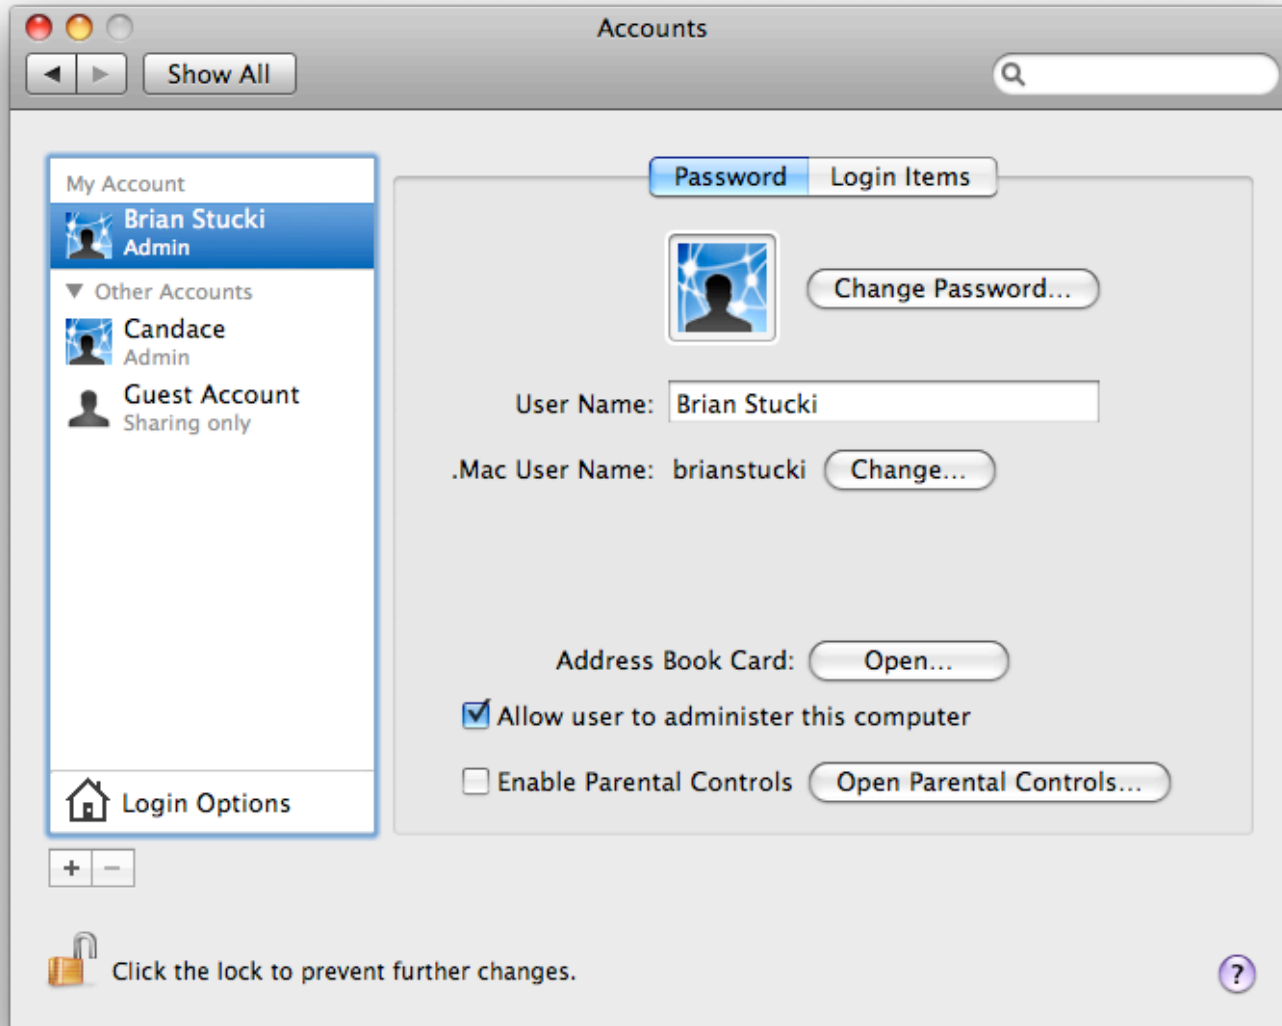 Accounts
Show All
My Account
Brian Stucki
Admin
Other Accounts
Candace
Admin
Guest Account
Sharing only
Login Options
Password Login Items
Change Password...
User Name: Brian Stucki
.Mac User Name: brianstucki Change...
Address Book Card: Open...
Allow user to administer this computer
Enable Parental Controls Open Parental Controls...
+ −
Click the lock to prevent further changes.
?